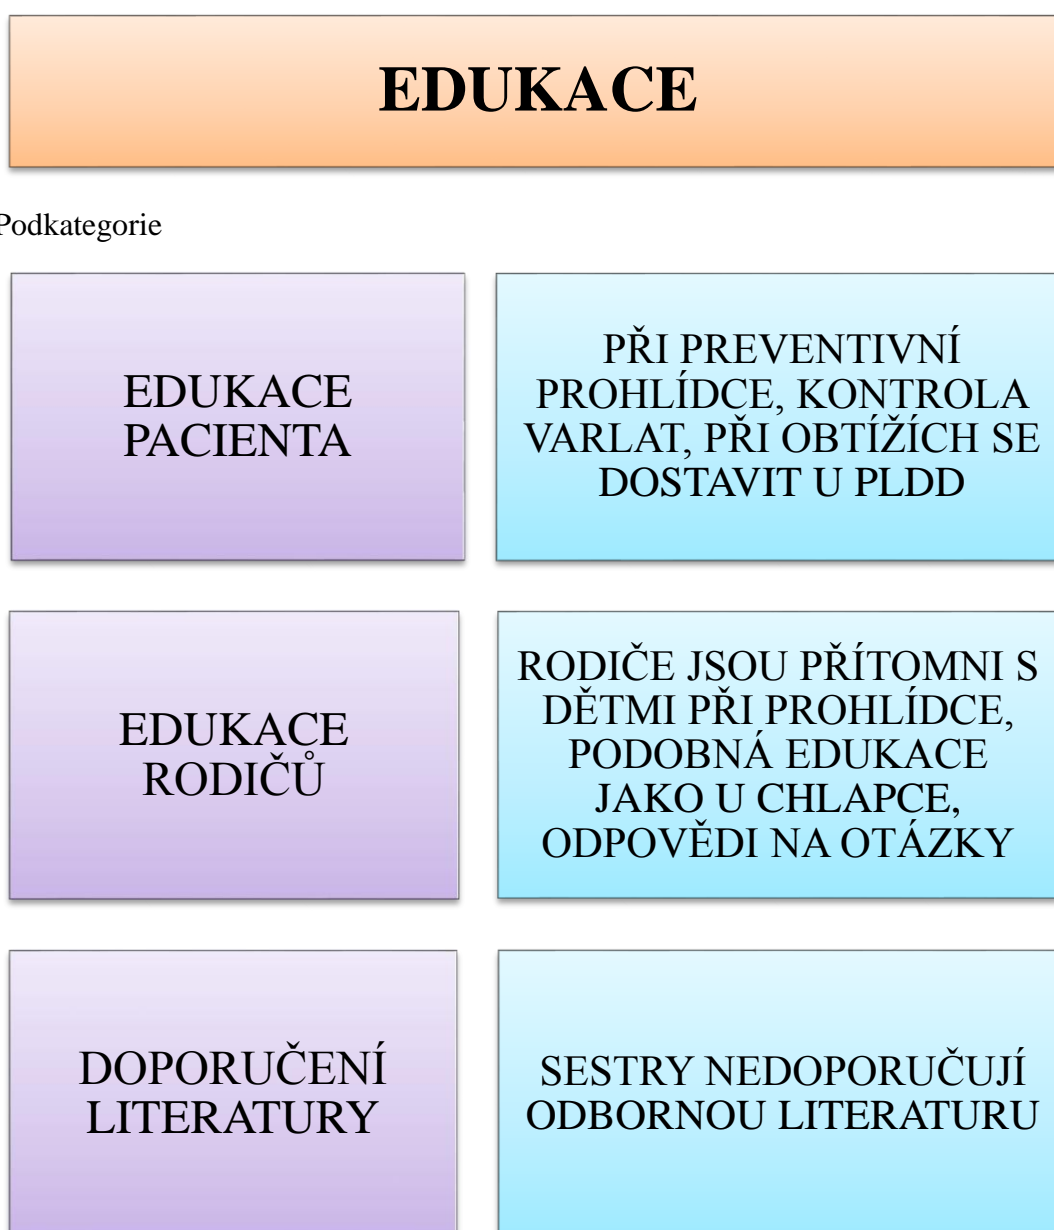 EDUKACE
Podkategorie
EDUKACE
PACIENTA
PŘI PREVENTIVNÍ
PROHLÍDCE, KONTROLA
VARLAT, PŘI OBTÍŽÍCH SE
DOSTAVIT U PLDD
EDUKACE
RODIČŮ
RODIČE JSOU PŘÍTOMNI S
DĚTMI PŘI PROHLÍDCE,
PODOBNÁ EDUKACE
JAKO U CHLAPCE,
ODPOVĚDI NA OTÁZKY
DOPORUČENÍ
LITERATURY
SESTRY NEDOPORUČUJÍ
ODBORNOU LITERATURU